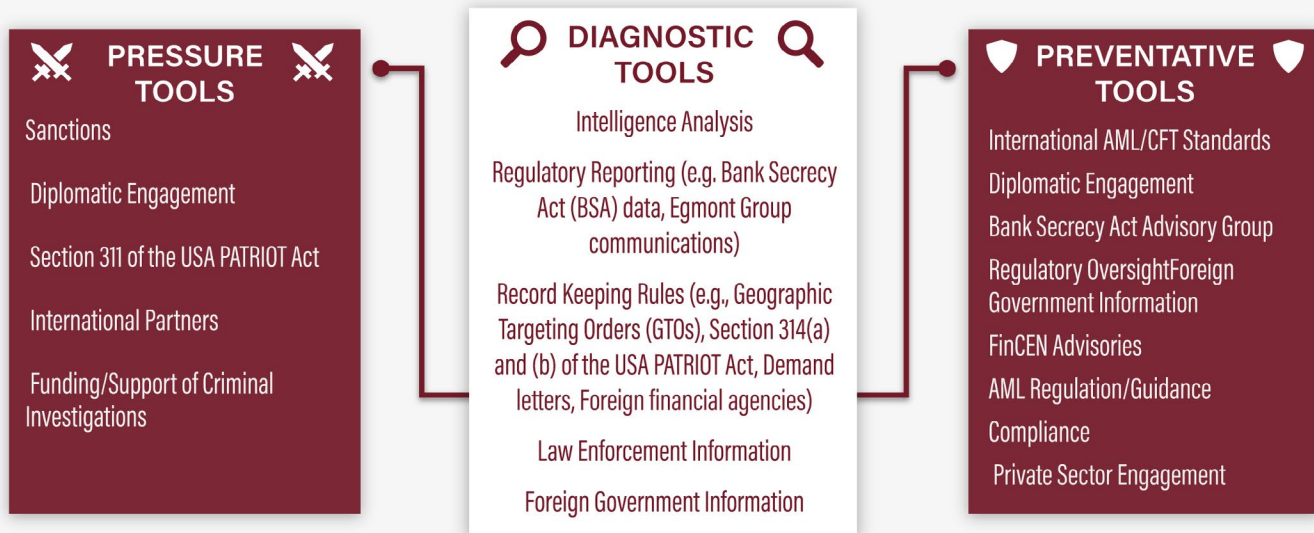 PRESSURE
TOOLS
Sanctions
Diplomatic Engagement
Section 311 of the USA PATRIOT Act
International Partners
Funding/Support of Criminal
Investigations
DIAGNOSTIC
TOOLS
Intelligence Analysis
Regulatory Reporting (e.g. Bank Secrecy
Act (BSA) data, Egmont Group
communications)
Record Keeping Rules (e.g., Geographic
Targeting Orders (GTOs), Section 314(a)
and (b) of the USA PATRIOT Act, Demand
letters, Foreign financial agencies)
Law Enforcement Information
Foreign Government Information
PREVENTATIVE
TOOLS
International AML/CFT Standards
Diplomatic Engagement
Bank Secrecy Act Advisory Group
Regulatory OversightForeign
Government Information
FinCEN Advisories
AML Regulation/Guidance
Compliance
Private Sector Engagement